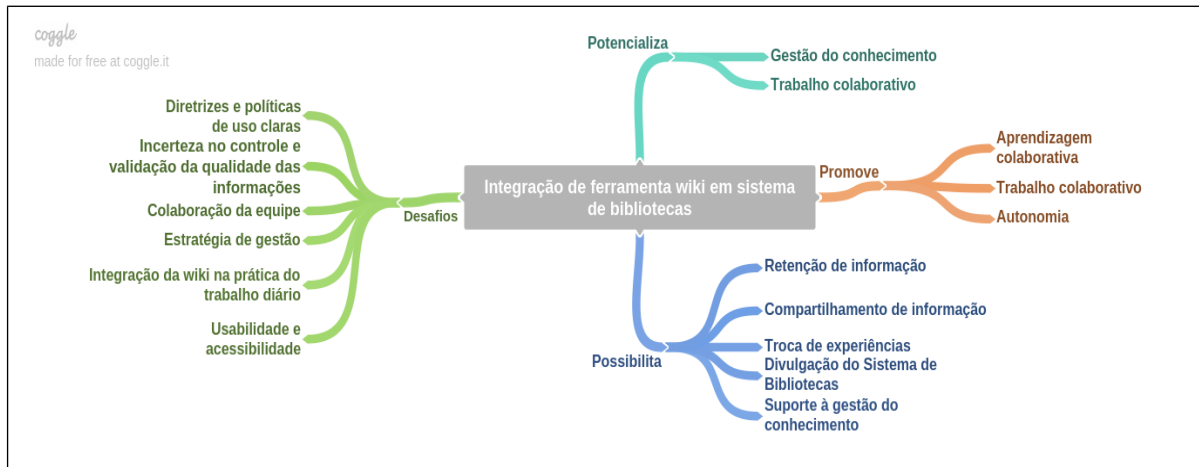 coggle
made for free at coggle.it
Potencializa
Gestão do conhecimento
Trabalho colaborativo
Diretrizes e políticas
de uso claras
Incerteza no controle e
validação da qualidade das
informações
Colaboração da equipe
Estratégia de gestão
Integração da wiki na prática do
trabalho diário
Usabilidade e
acessibilidade
Desafios
Integração de ferramenta wiki em sistema
de bibliotecas
Promove
Aprendizagem
colaborativa
Trabalho colaborativo
Autonomia
Possibilita
Retenção de informação
Compartilhamento de informação
Troca de experiências
Divulgação do Sistema de
Bibliotecas
Suporte à gestão do
conhecimento